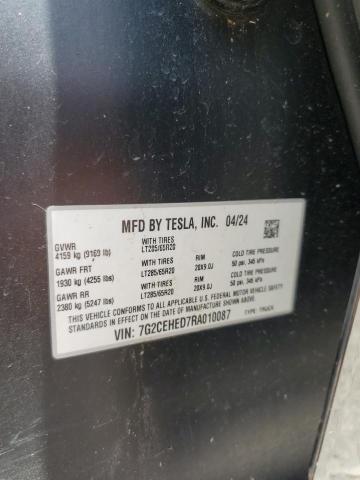 MFD BY TESLA, INC. 04/24
GVWR
4159 kg (9169 lb)
WITH TIRES
LT285/65R20
RIM
COLD TIRE PRESSURE
GAWR FRT
1930 kg (4255 lbs)
WITH TIRES
LT285/65R20
20X9.0J
50 psi, 345 kPa
GAWR RR
2380 kg (5247 lbs)
WITH TIRES
LT285/65R20
RIM
20X9.0J
COLD TIRE PRESSURE
50 psi, 345 kPa
THIS VEHICLE CONFORMS TO ALL APPLICABLE U.S. FEDERAL MOTOR VEHICLE SAFETY
STANDARDS IN EFFECT ON THE DATE OF MANUFACTURE SHOWN ABOVE
VIN: 7G2CEHED7RA010087
TYPE: TRUCK